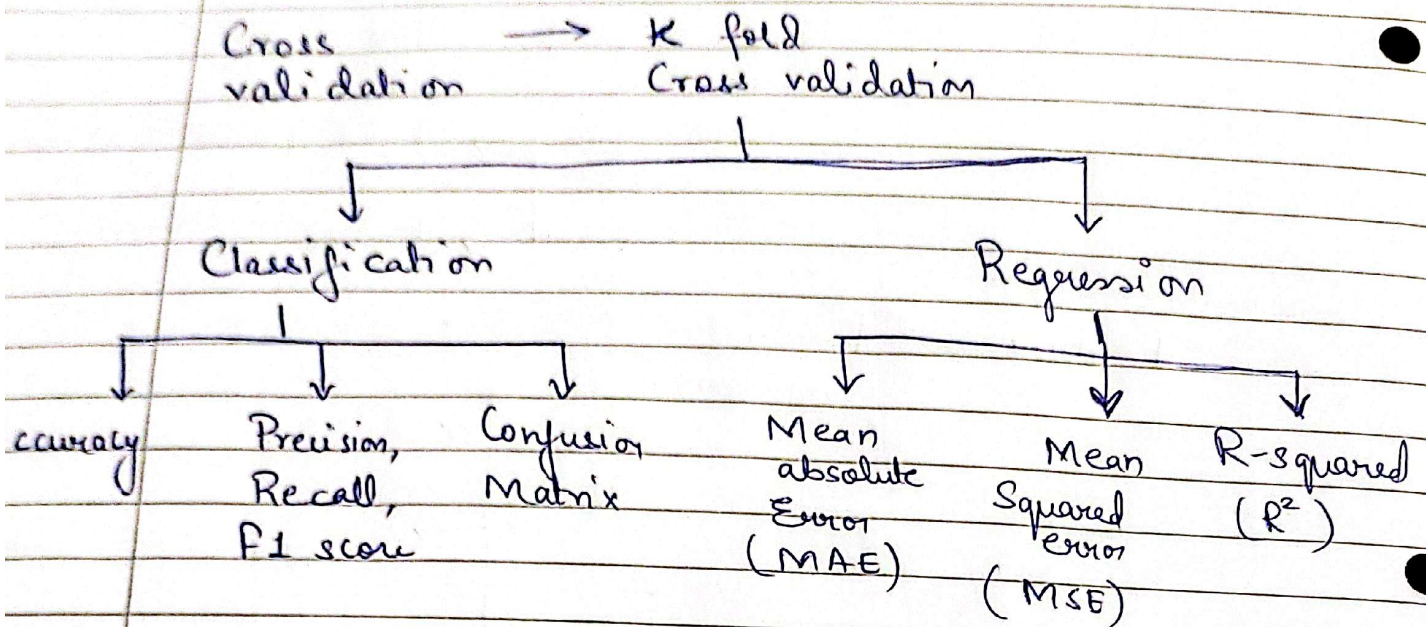 Cross → K fold
validation Cross validation
Classification Regression
ccuracy Precision, Confusion Mean Mean R-squared
Recall, Matrix absolute Squared (R²)
F1 score Error error
(MAE) (MSE)